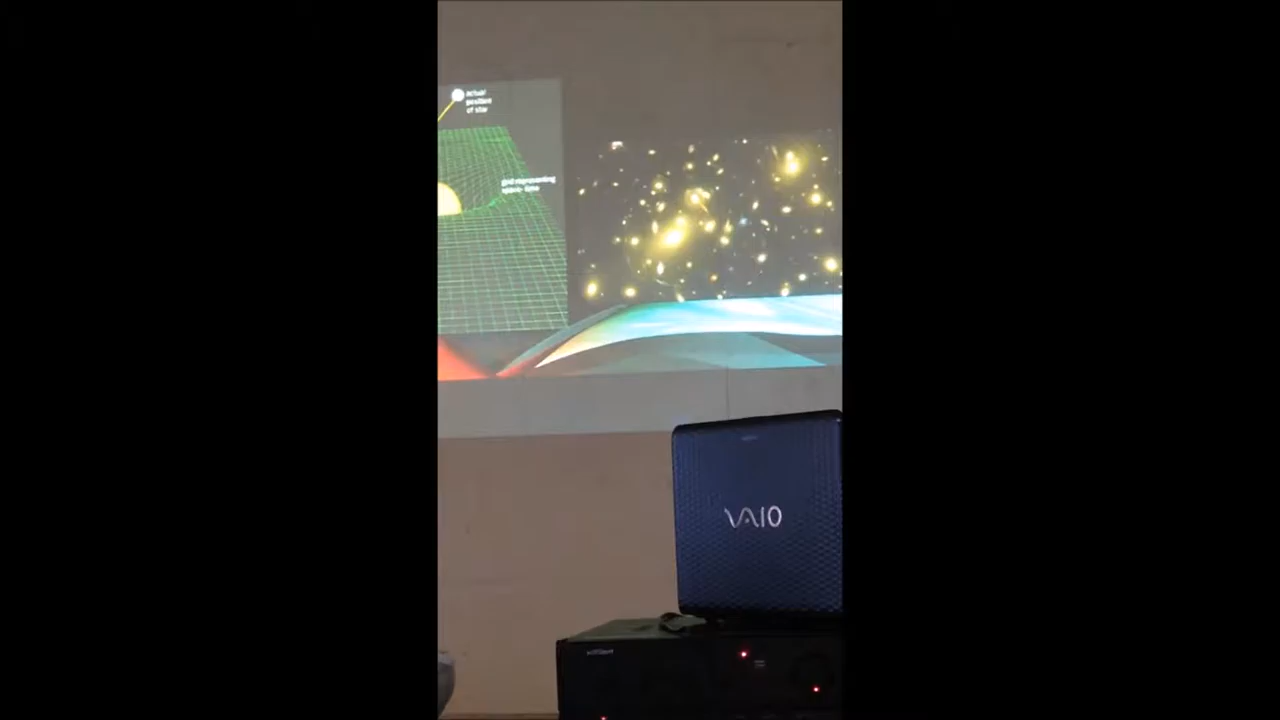 actual
position
of star
grid representing
space-time
VAIO